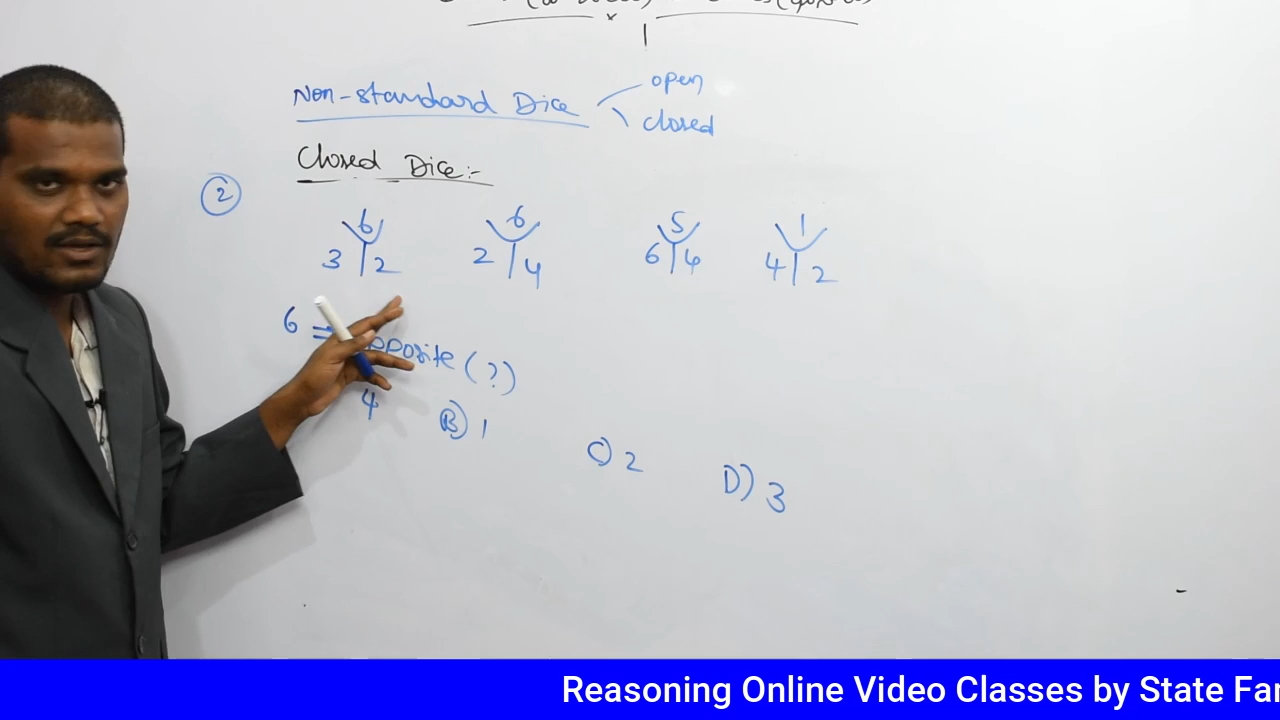 Non-standard Dice
open
closed
Closed Dice:-
2
6 6 5 1
3 2 2 4 6 4 4 2
6 = opposite (?)
4 B) 1 C) 2 D) 3
Reasoning Online Video Classes by State Fa